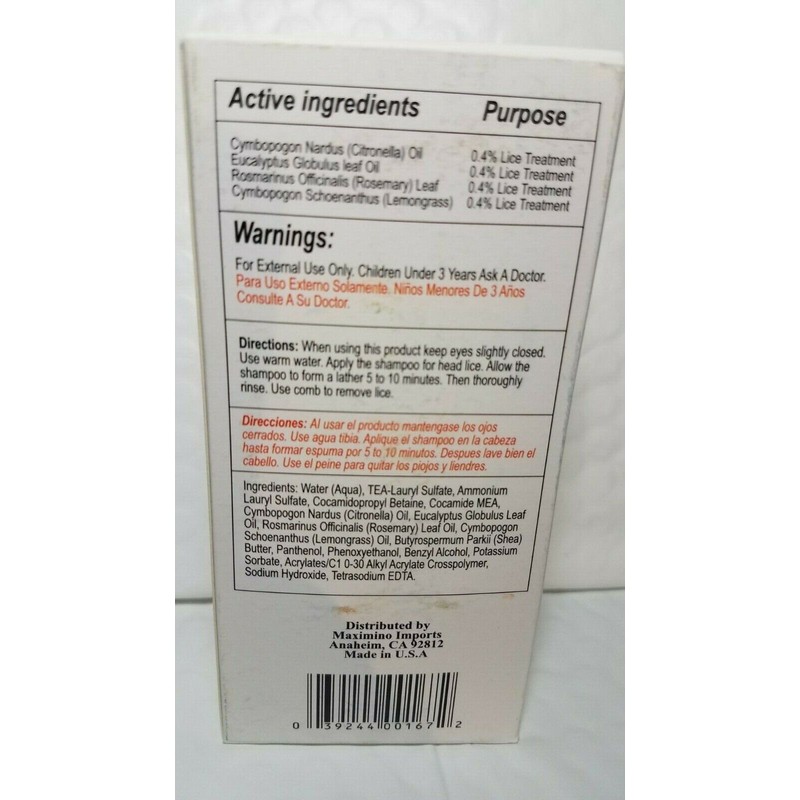 Active ingredients Purpose
Cymbopogon Nardus (Citronella) Oil 0.4% Lice Treatment
Eucalyptus Globulus leaf Oil 0.4% Lice Treatment
Rosmarinus Officinalis (Rosemary) Leaf 0.4% Lice Treatment
Cymbopogon Schoenanthus (Lemongrass) 0.4% Lice Treatment
Warnings:
For External Use Only. Children Under 3 Years Ask A Doctor.
Para Uso Externo Solamente. Niños Menores De 3 Años
Consulte A Su Doctor.
Directions: When using this product keep eyes slightly closed.
Use warm water. Apply the shampoo for head lice. Allow the
shampoo to form a lather 5 to 10 minutes. Then thoroughly
rinse. Use comb to remove lice.
Direcciones: Al usar el producto mantengase los ojos
cerrados. Use agua tibia. Aplique el shampoo en la cabeza
hasta formar espuma por 5 to 10 minutos. Despues lave bien el
cabello. Use el peine para quitar los piojos y liendres.
Ingredients: Water (Aqua), TEA-Lauryl Sulfate, Ammonium
Lauryl Sulfate, Cocamidopropyl Betaine, Cocamide MEA,
Cymbopogon Nardus (Citronella) Oil, Eucalyptus Globulus Leaf
Oil, Rosmarinus Officinalis (Rosemary) Leaf Oil, Cymbopogon
Schoenanthus (Lemongrass) Oil, Butyrospermum Parkii (Shea)
Butter, Panthenol, Phenoxyethanol, Benzyl Alcohol, Potassium
Sorbate, Acrylates/C1 0-30 Alkyl Acrylate Crosspolymer,
Sodium Hydroxide, Tetrasodium EDTA.
Distributed by
Maximino Imports
Anaheim, CA 92812
Made in U.S.A
0 39244 00167 2